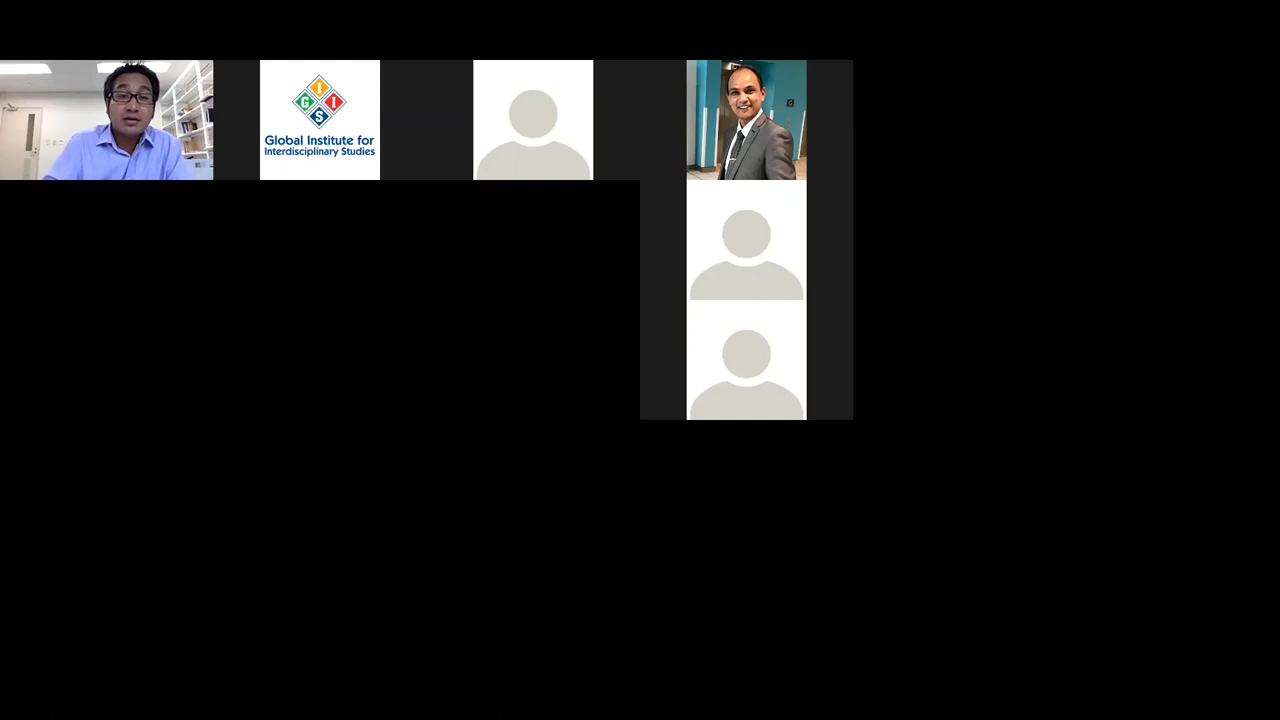 I
G I
S
Global Institute for
Interdisciplinary Studies